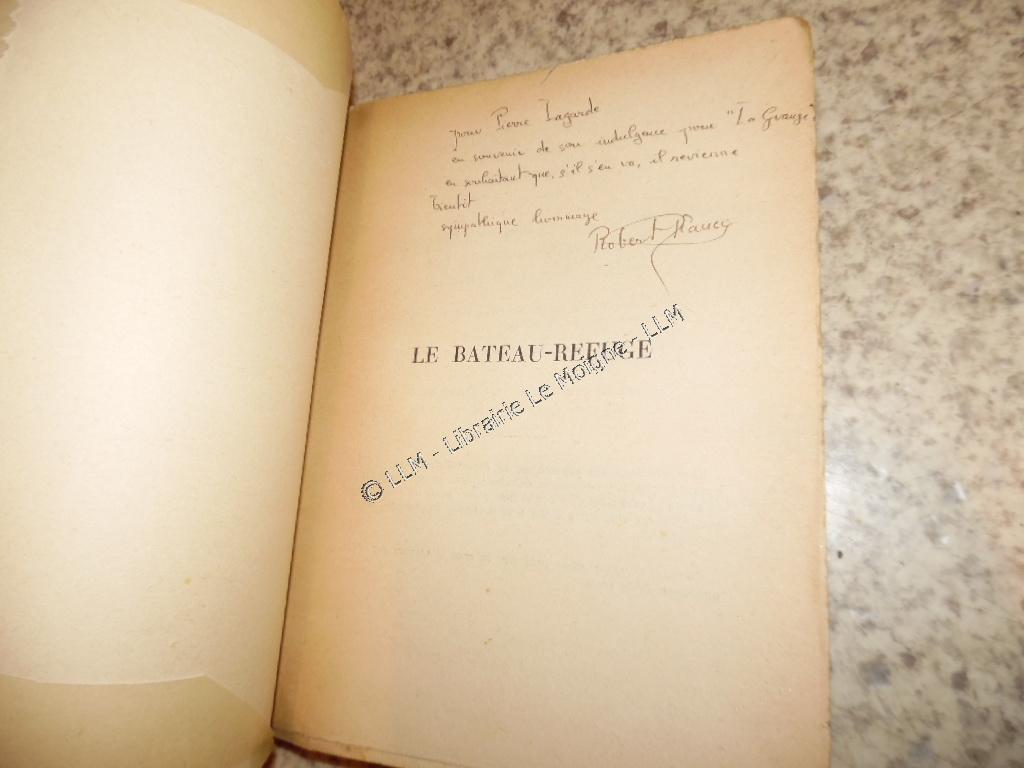 pour Pierre Lagarde
en souvenir de son indulgence pour "La Grange"
en souhaitant que, s'il s'en va, il revienne
bientôt
sympathique hommage
Robert
LE BATEAU-REFUGE
© LLM - Librairie Le Moigne - LLM